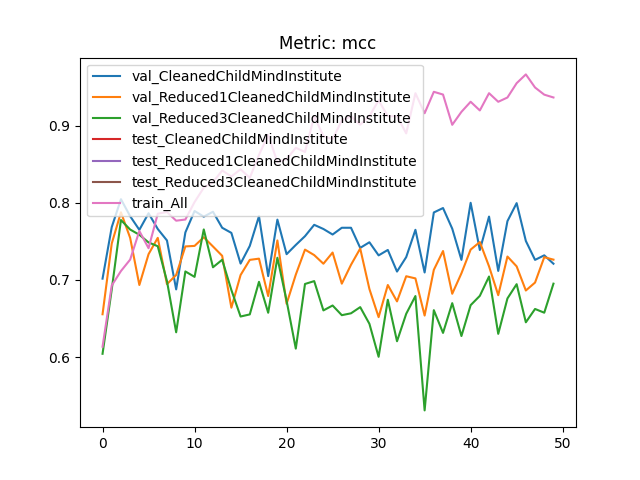 Metric: mcc
val_CleanedChildMindInstitute
val_Reduced1CleanedChildMindInstitute
val_Reduced3CleanedChildMindInstitute
test_CleanedChildMindInstitute
test_Reduced1CleanedChildMindInstitute
test_Reduced3CleanedChildMindInstitute
train_All
0.9
0.8
0.7
0.6
0 10 20 30 40 50